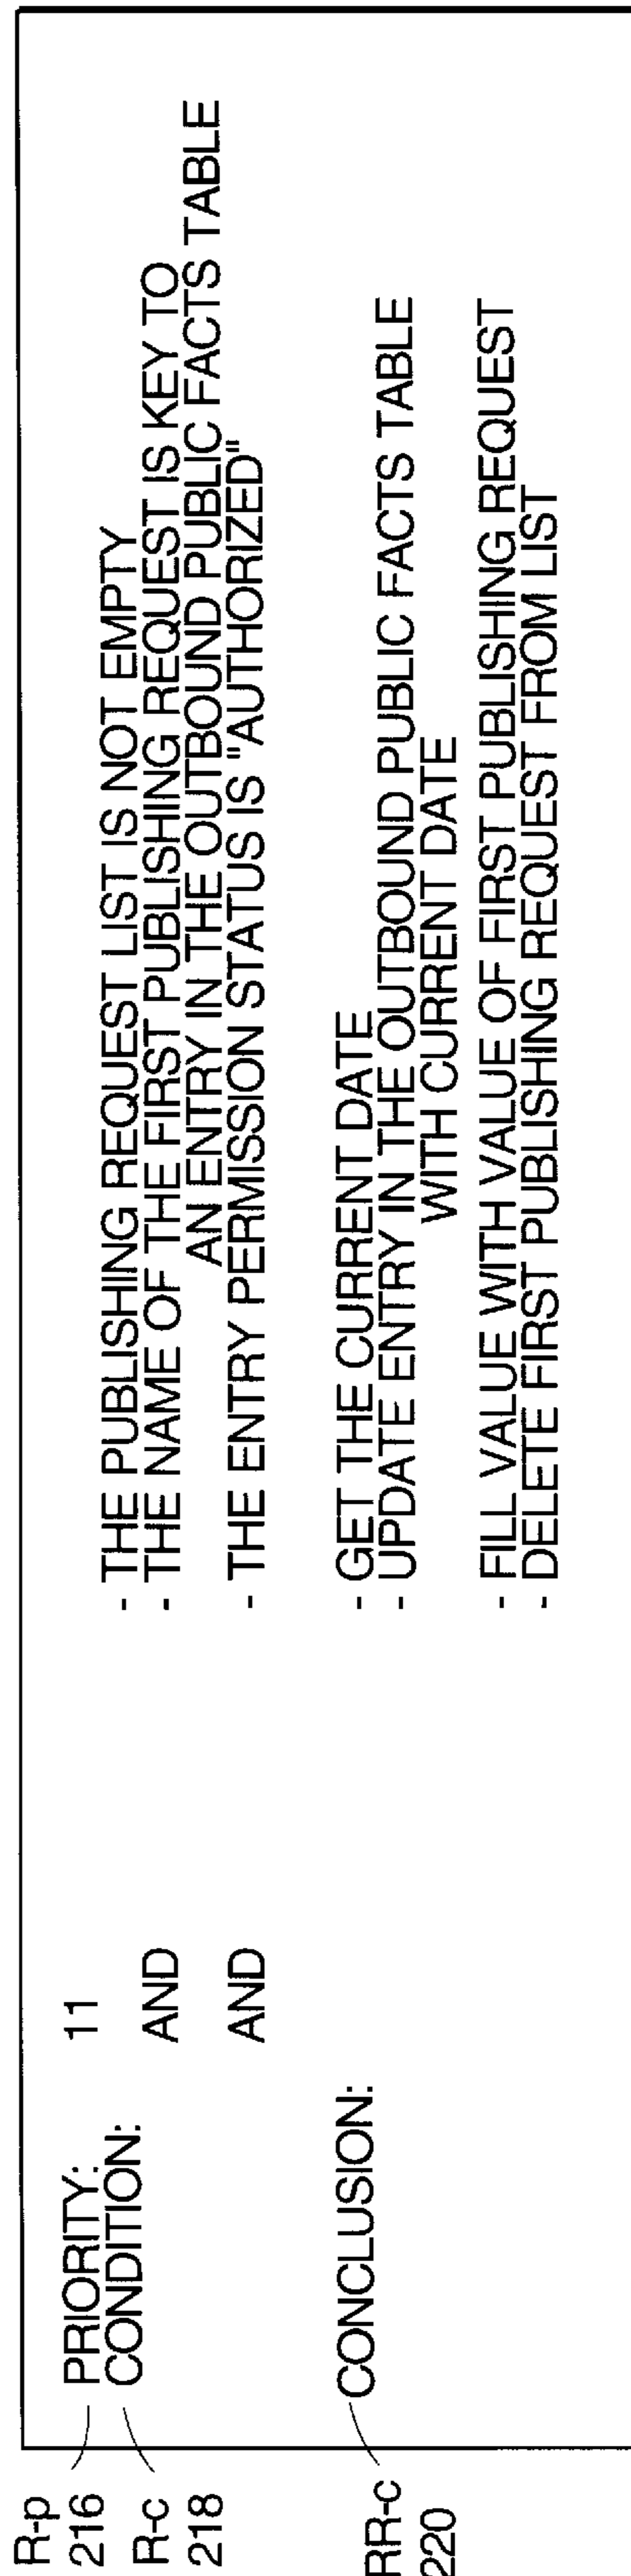 R-p
216
PRIORITY: 11
R-c
218
CONDITION: - THE PUBLISHING REQUEST LIST IS NOT EMPTY
AND - THE NAME OF THE FIRST PUBLISHING REQUEST IS KEY TO
AN ENTRY IN THE OUTBOUND PUBLIC FACTS TABLE
AND - THE ENTRY PERMISSION STATUS IS "AUTHORIZED"
RR-c
220
CONCLUSION: - GET THE CURRENT DATE
- UPDATE ENTRY IN THE OUTBOUND PUBLIC FACTS TABLE
WITH CURRENT DATE
- FILL VALUE WITH VALUE OF FIRST PUBLISHING REQUEST
- DELETE FIRST PUBLISHING REQUEST FROM LIST